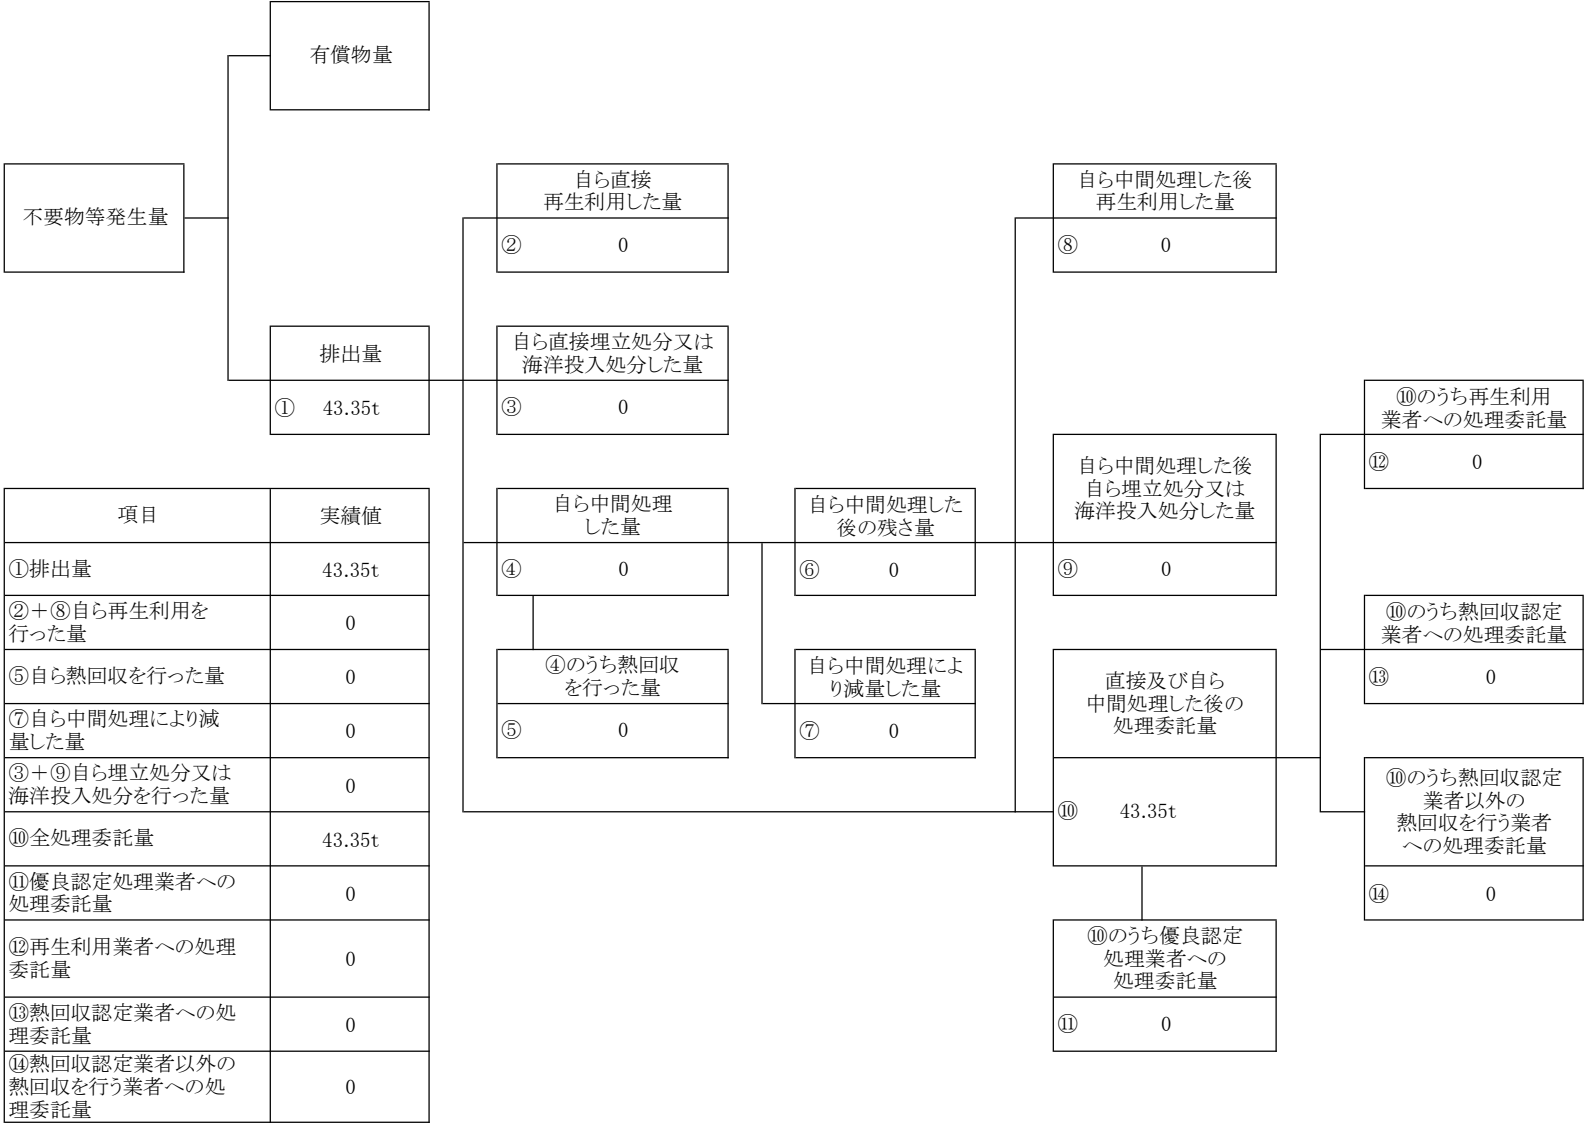 有償物量
不要物等発生量
自ら直接
再生利用した量
② 0
自ら中間処理した後
再生利用した量
⑧ 0
排出量
① 43.35t
自ら直接埋立処分又は
海洋投入処分した量
③ 0
⑩のうち再生利用
業者への処理委託量
⑫ 0
自ら中間処理した後
自ら埋立処分又は
海洋投入処分した量
⑨ 0
自ら中間処理
した量
④ 0
自ら中間処理した
後の残さ量
⑥ 0
⑩のうち熱回収認定
業者への処理委託量
⑬ 0
④のうち熱回収
を行った量
⑤ 0
自ら中間処理によ
り減量した量
⑦ 0
直接及び自ら
中間処理した後の
処理委託量
⑩ 43.35t
⑩のうち熱回収認定
業者以外の
熱回収を行う業者
への処理委託量
⑭ 0
⑩のうち優良認定
処理業者への
処理委託量
⑪ 0
項目 実績値
①排出量 43.35t
②＋⑧自ら再生利用を
行った量 0
⑤自ら熱回収を行った量 0
⑦自ら中間処理により減
量した量 0
③＋⑨自ら埋立処分又は
海洋投入処分を行った量 0
⑩全処理委託量 43.35t
⑪優良認定処理業者への
処理委託量 0
⑫再生利用業者への処理
委託量 0
⑬熱回収認定業者への処
理委託量 0
⑭熱回収認定業者以外の
熱回収を行う業者への処
理委託量 0